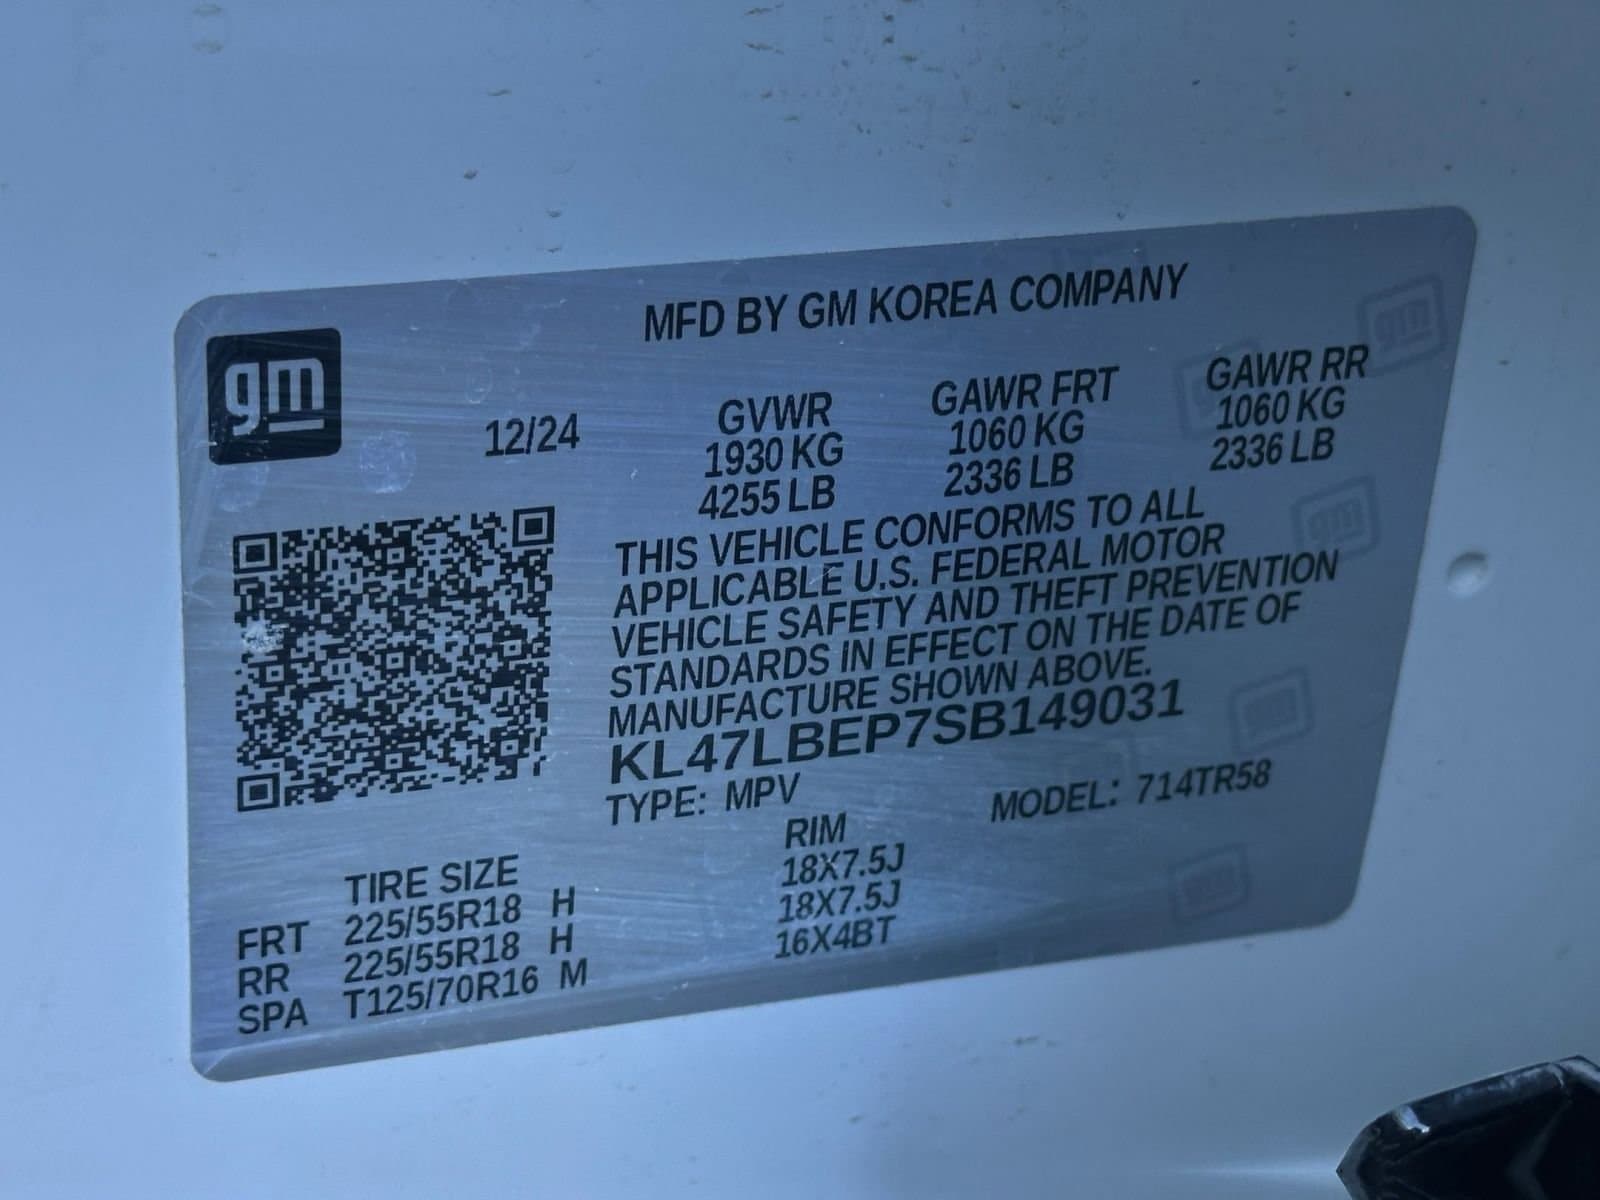 MFD BY GM KOREA COMPANY
gm
12/24
GVWR GAWR FRT GAWR RR
1930 KG 1060 KG 1060 KG
4255 LB 2336 LB 2336 LB
THIS VEHICLE CONFORMS TO ALL
APPLICABLE U.S. FEDERAL MOTOR
VEHICLE SAFETY AND THEFT PREVENTION
STANDARDS IN EFFECT ON THE DATE OF
MANUFACTURE SHOWN ABOVE.
KL47LBEP7SB149031
TYPE: MPV MODEL: 714TR58
TIRE SIZE RIM
FRT 225/55R18 H 18X7.5J
RR 225/55R18 H 18X7.5J
SPA T125/70R16 M 16X4BT